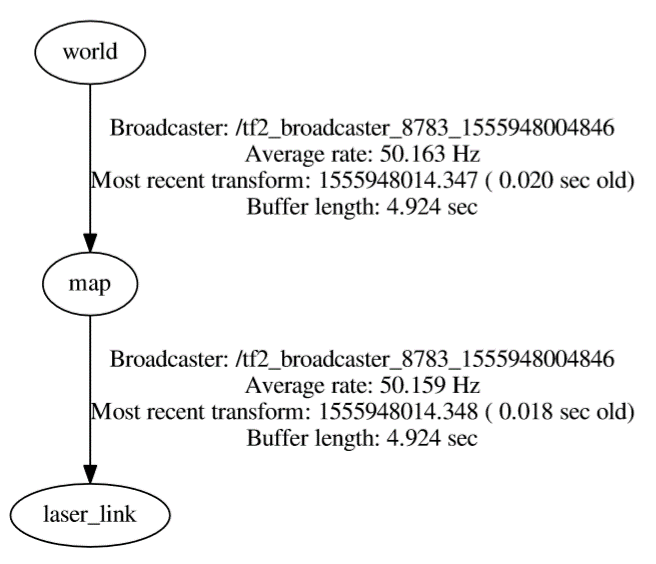 world
Broadcaster: /tf2_broadcaster_8783_1555948004846
Average rate: 50.163 Hz
Most recent transform: 1555948014.347 ( 0.020 sec old)
Buffer length: 4.924 sec
map
Broadcaster: /tf2_broadcaster_8783_1555948004846
Average rate: 50.159 Hz
Most recent transform: 1555948014.348 ( 0.018 sec old)
Buffer length: 4.924 sec
laser_link